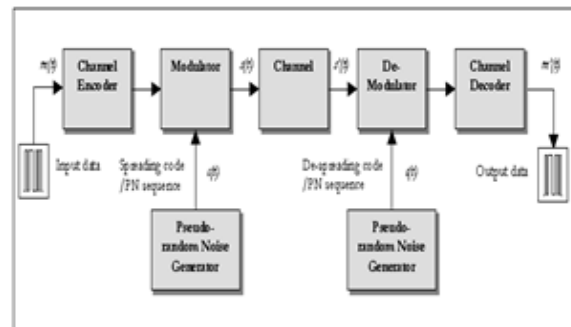 m(t)
Channel
Encoder
Modulator
s(t)
Channel
s'(t)
De-
Modulator
Channel
Decoder
m'(t)
Input data
Spreading code
/PN sequence
c(t)
De-spreading code
/PN sequence
c(t)
Output data
Pseudo-
random Noise
Generator
Pseudo-
random Noise
Generator